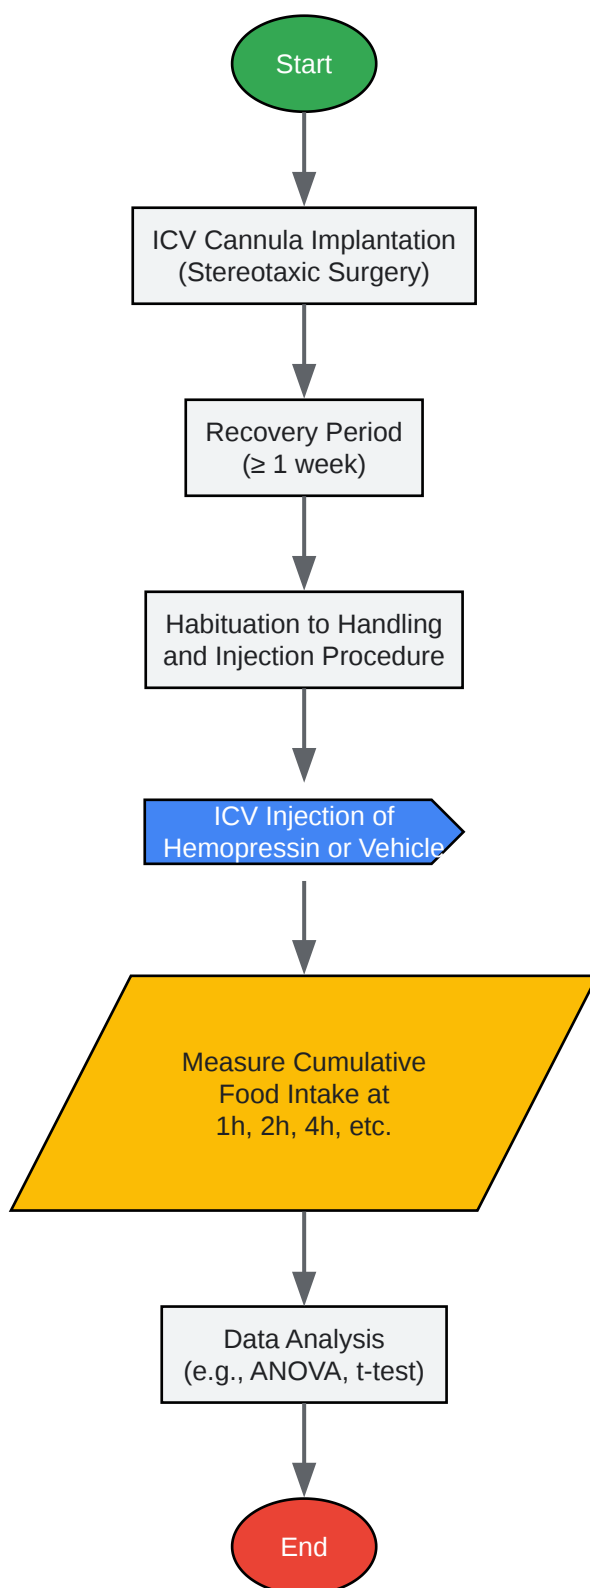 Start
ICV Cannula Implantation
(Stereotaxic Surgery)
Recovery Period
(≥ 1 week)
Habituation to Handling
and Injection Procedure
ICV Injection of
Hemopressin or Vehicle
Measure Cumulative
Food Intake at
1h, 2h, 4h, etc.
Data Analysis
(e.g., ANOVA, t-test)
End